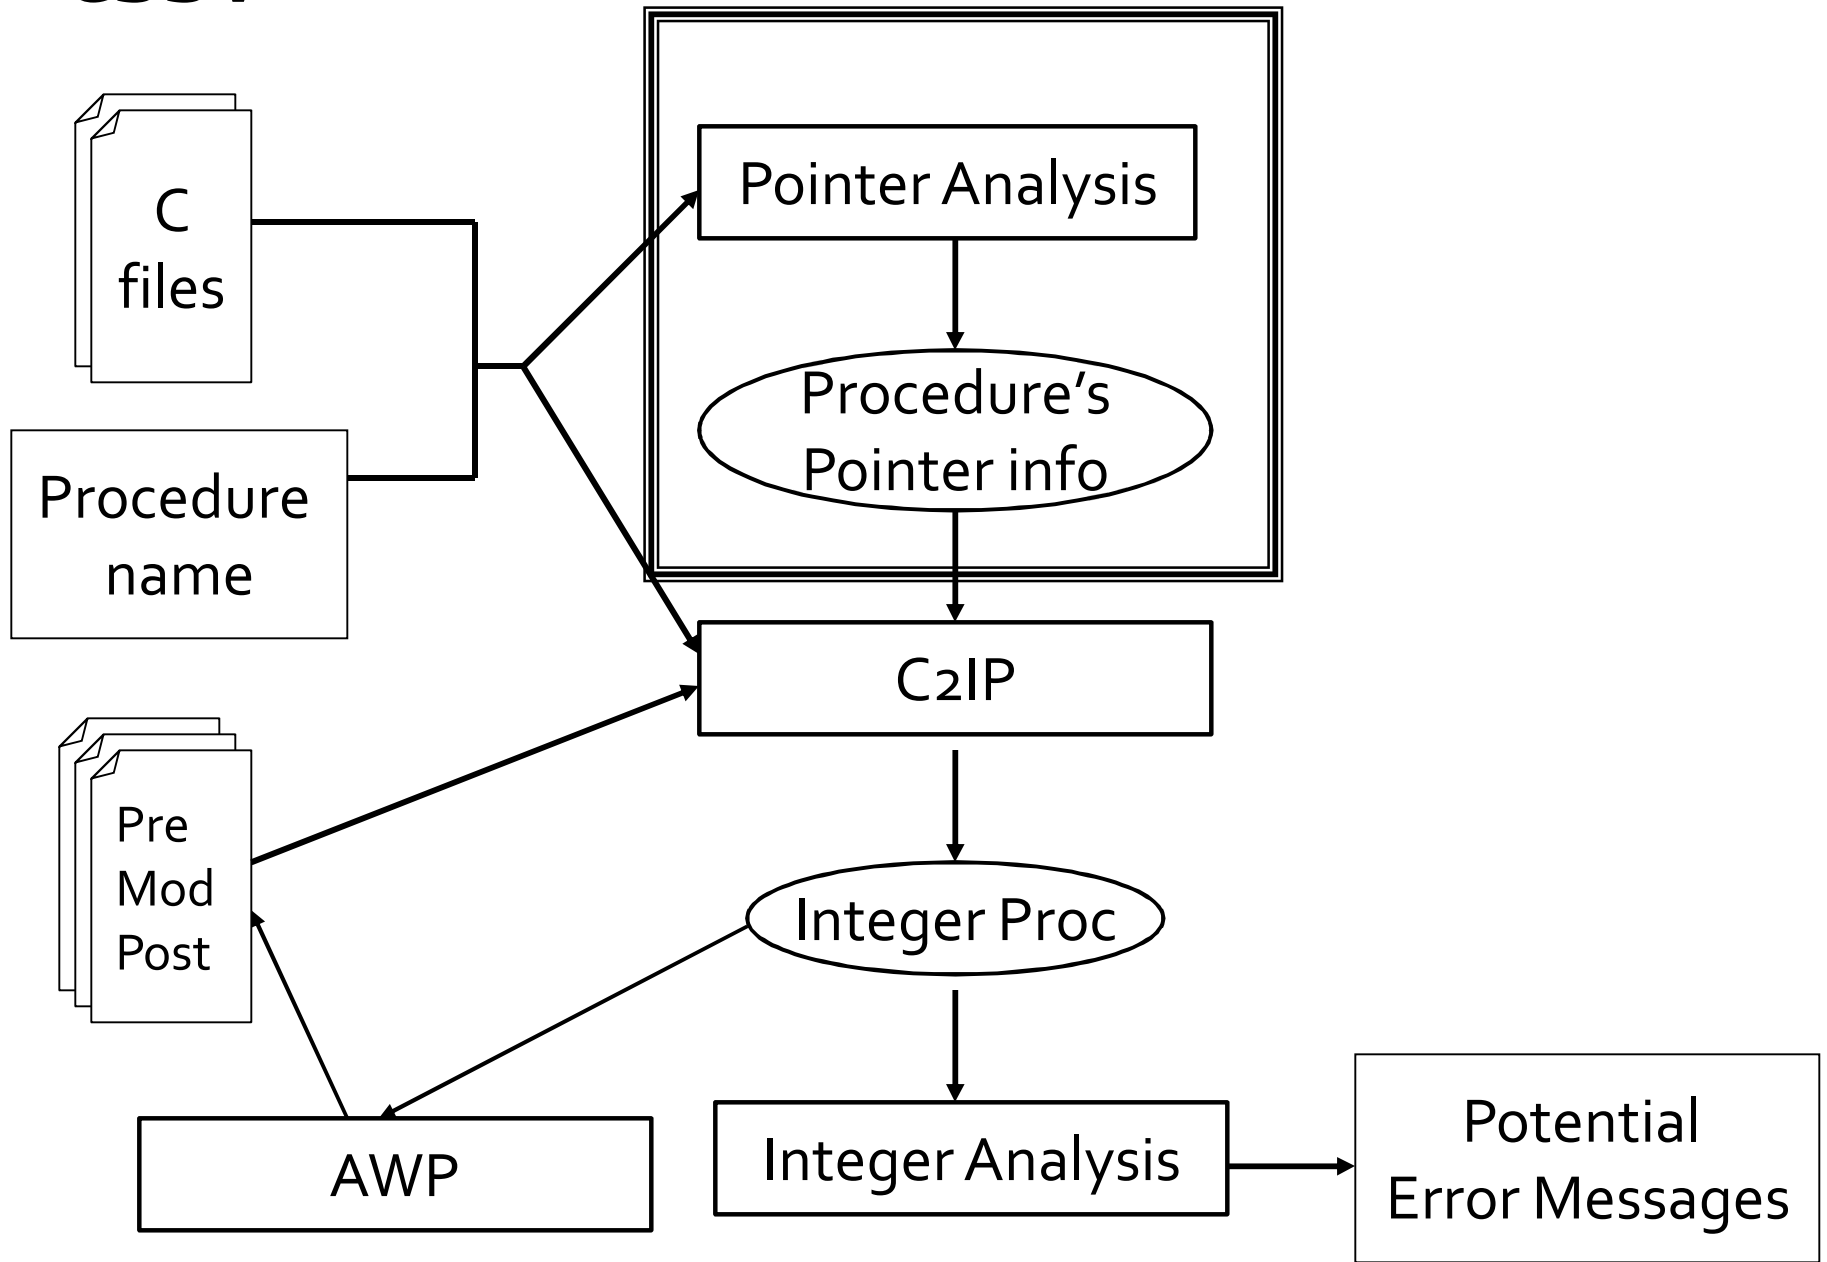 C
files
Pointer Analysis
Procedure’s
Pointer info
Procedure
name
C2IP
Pre
Mod
Post
Integer Proc
AWP
Integer Analysis
Potential
Error Messages